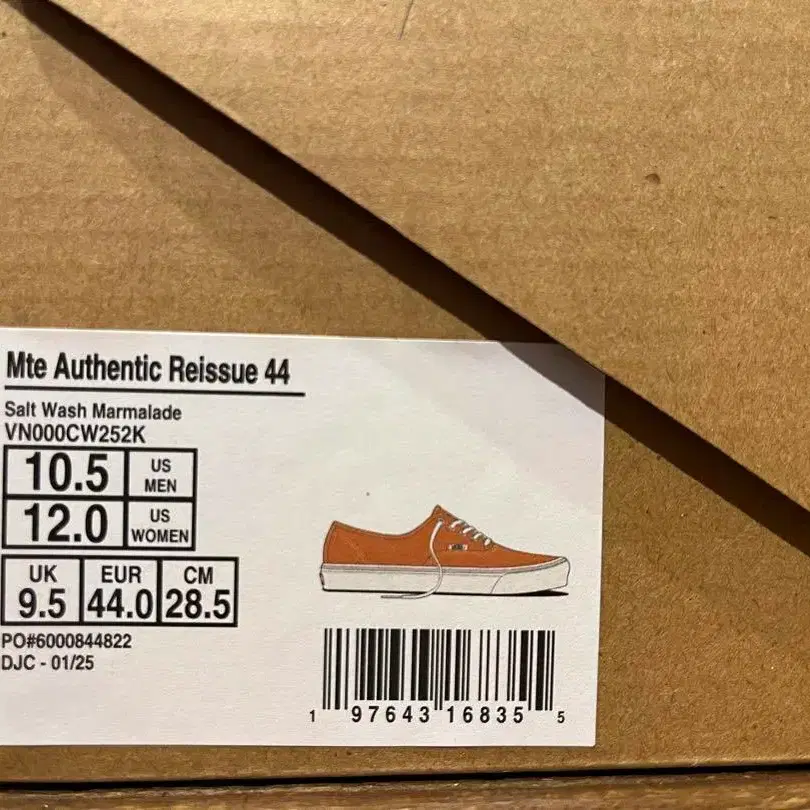 Mte Authentic Reissue 44
Salt Wash Marmalade
VN000CW252K
10.5 US MEN
12.0 US WOMEN
UK EUR CM
9.5 44.0 28.5
PO#6000844822
DJC - 01/25
1 97643 16835 5